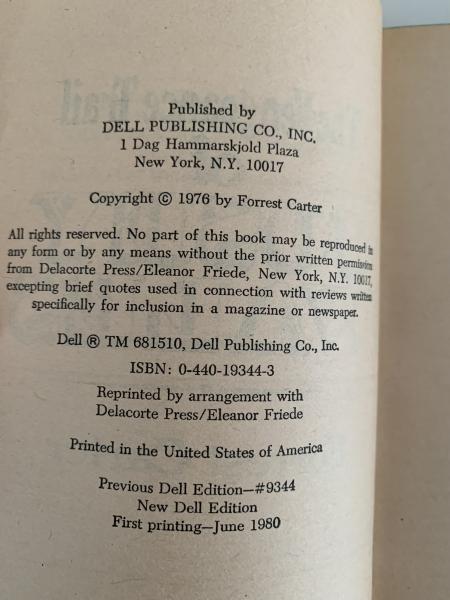 Published by
DELL PUBLISHING CO., INC.
1 Dag Hammarskjold Plaza
New York, N.Y. 10017
Copyright © 1976 by Forrest Carter
All rights reserved. No part of this book may be reproduced in
any form or by any means without the prior written permission
from Delacorte Press/Eleanor Friede, New York, N.Y. 10017,
excepting brief quotes used in connection with reviews written
specifically for inclusion in a magazine or newspaper.
Dell ® TM 681510, Dell Publishing Co., Inc.
ISBN: 0-440-19344-3
Reprinted by arrangement with
Delacorte Press/Eleanor Friede
Printed in the United States of America
Previous Dell Edition—#9344
New Dell Edition
First printing—June 1980